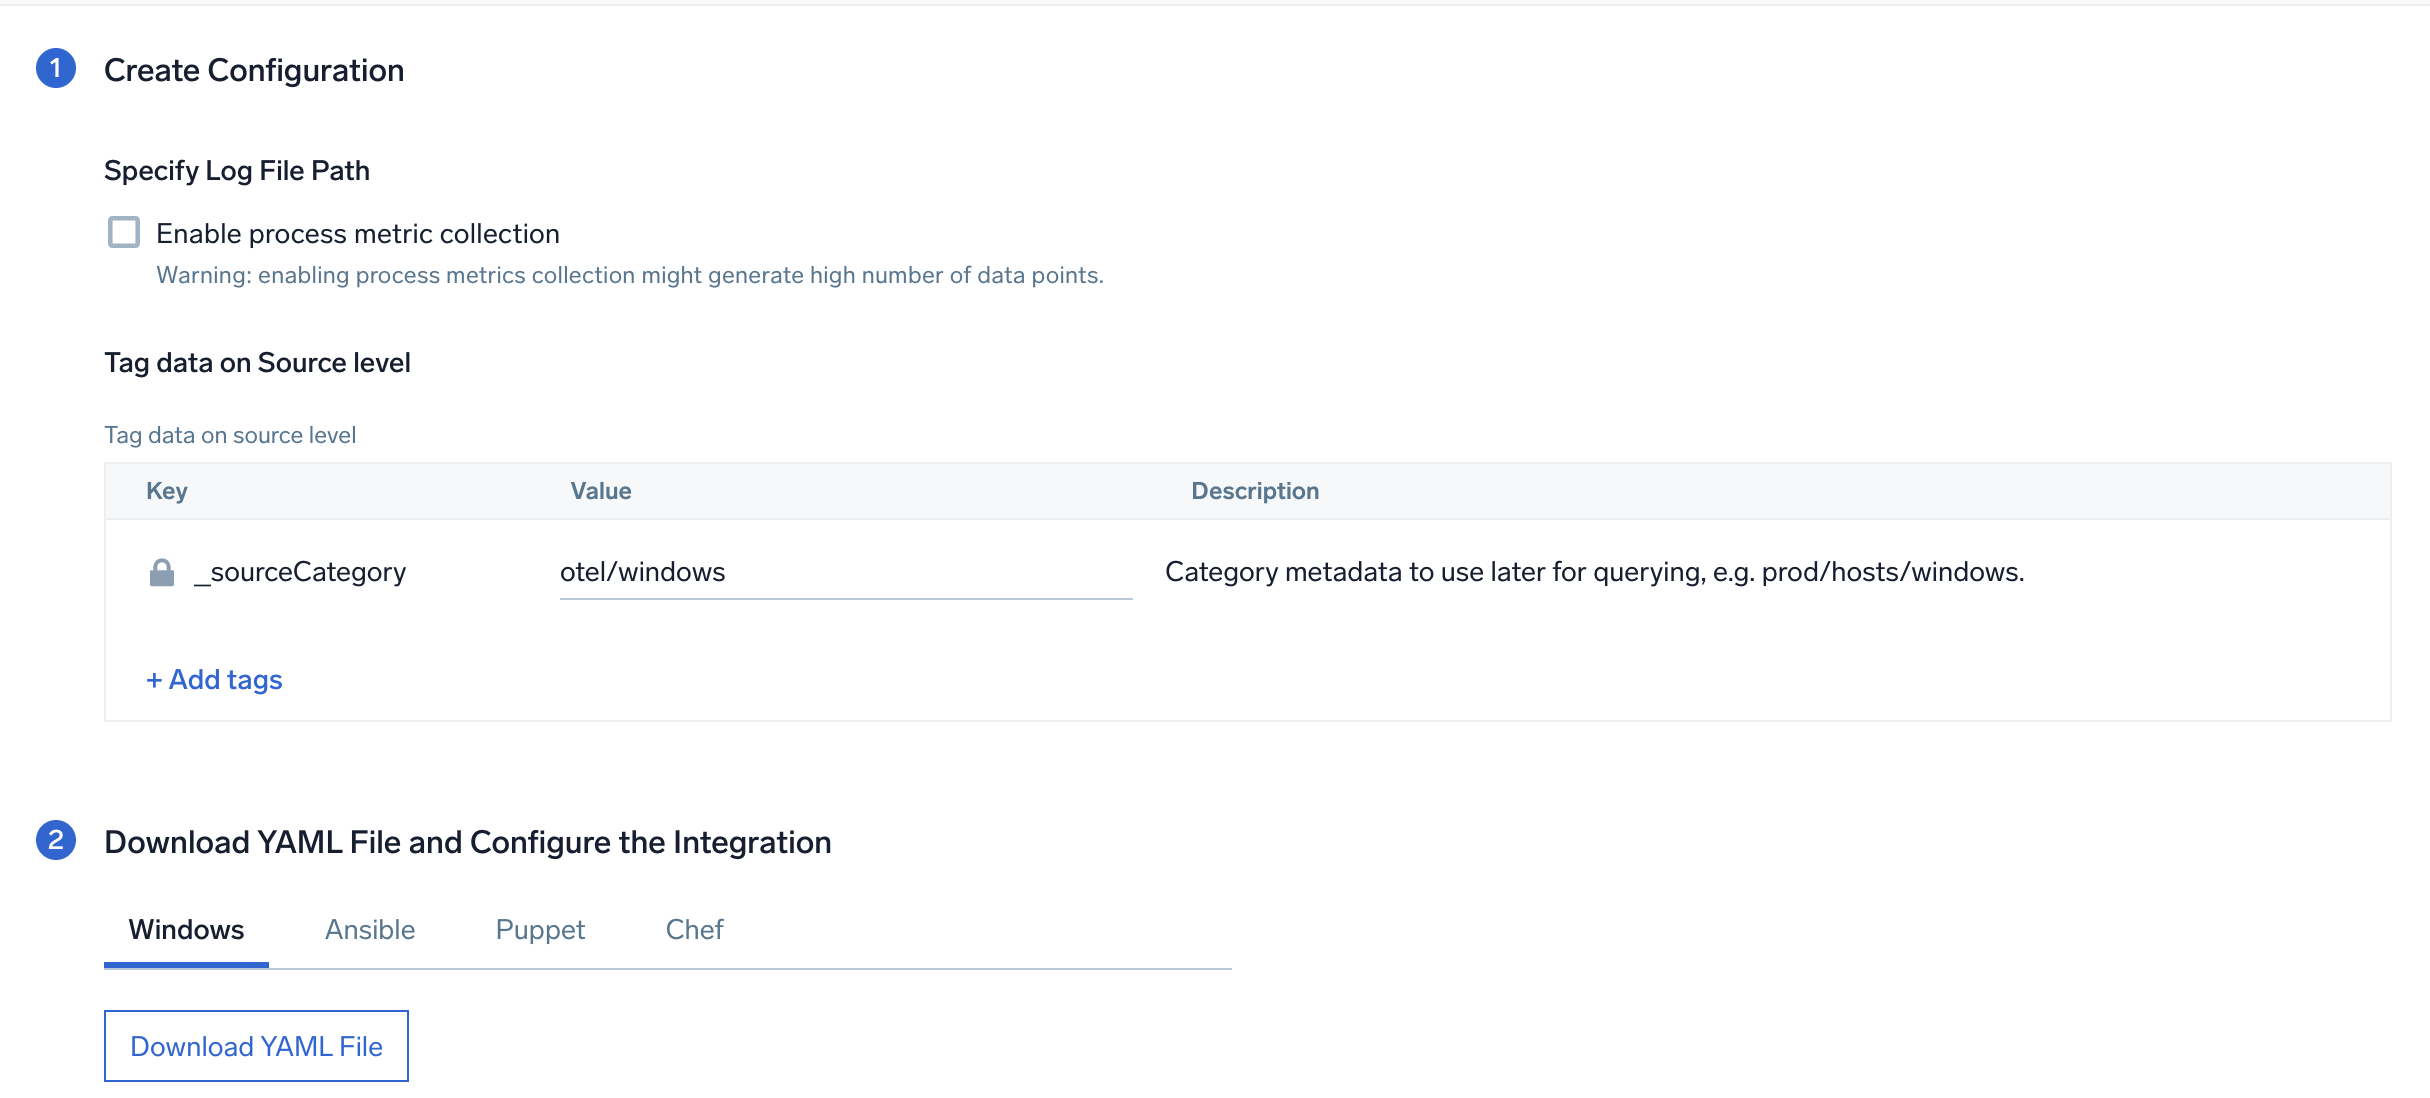 1 Create Configuration
Specify Log File Path
Enable process metric collection
Warning: enabling process metrics collection might generate high number of data points.
Tag data on Source level
Tag data on source level
Key Value Description
_sourceCategory otel/windows Category metadata to use later for querying, e.g. prod/hosts/windows.
+ Add tags
2 Download YAML File and Configure the Integration
Windows Ansible Puppet Chef
Download YAML File